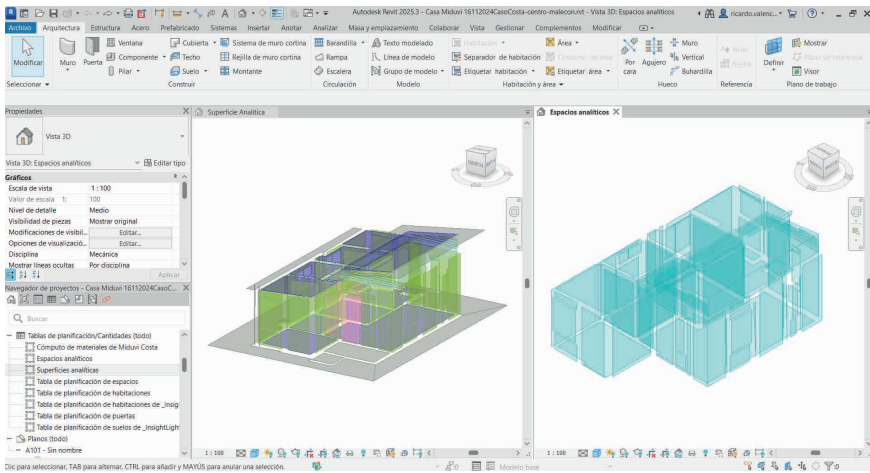 Autodesk Revit 2025.3 - Casa Miduvi 16112024CasoCosta-centro-malecon.rvt - Vista 3D: Espacios analíticos
ricardo.valenc...
Archivo Arquitectura Estructura Acero Prefabricado Sistemas Insertar Anotar Analizar Masa y emplazamiento Colaborar Vista Gestionar Complementos Modificar
Modificar
Muro
Puerta
Ventana
Componente
Pilar
Cubierta
Techo
Suelo
Sistema de muro cortina
Rejilla de muro cortina
Montante
Barandilla
Rampa
Escalera
Texto modelado
Línea de modelo
Grupo de modelo
Habitación
Separador de habitación
Etiquetar habitación
Área
Contorno de área
Etiquetar área
Por cara
Agujero
Muro
Vertical
Buhardilla
Nivel
Rejilla
Definir
Mostrar
Plano de referencia
Visor
Seleccionar
Construir
Circulación
Modelo
Habitación y área
Hueco
Referencia
Plano de trabajo
Propiedades
Vista 3D
Vista 3D: Espacios analíticos
Editar tipo
Gráficos
Escala de vista 1 : 100
Valor de escala 1: 100
Nivel de detalle Medio
Visibilidad de piezas Mostrar original
Modificaciones de visibil... Editar...
Opciones de visualizació... Editar...
Disciplina Mecánica
Mostrar líneas ocultas Por disciplina
Aplicar
Navegador de proyectos - Casa Miduvi 16112024CasoC...
Buscar
Tablas de planificación/Cantidades (todo)
Cómputo de materiales de Miduvi Costa
Espacios analíticos
Superficies analíticas
Tabla de planificación de espacios
Tabla de planificación de habitaciones
Tabla de planificación de habitaciones de _Insig
Tabla de planificación de puertas
Tabla de planificación de suelos de _InsightLigh
Planos (todo)
A101 - Sin nombre
Superficie Analítica
Espacios analíticos
1 : 100
1 : 100
Clic para seleccionar, TAB para alternar, CTRL para añadir y MAYÚS para anular una selección.
:0
Modelo base
:0